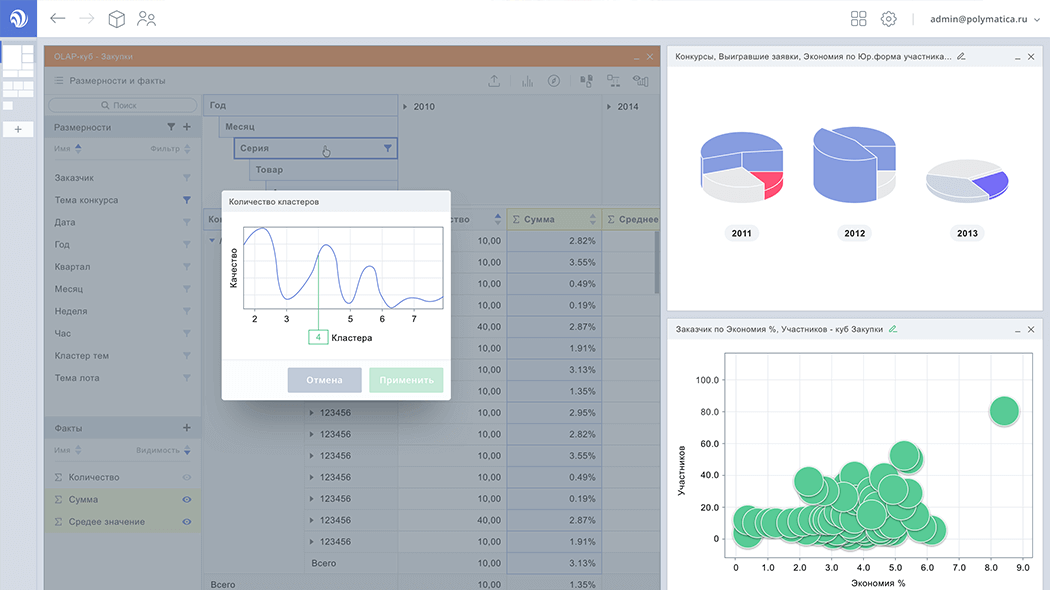 admin@polymatica.ru
OLAP-куб - Закупки
Размерности и факты
Поиск
Размерности
Имя Фильтр
Заказчик
Тема конкурса
Дата
Год
Квартал
Месяц
Неделя
Час
Кластер тем
Тема лота
Факты
Имя Видимость
Количество
Сумма
Средее значение
Год 2010 2014
Месяц
Серия
Товар
Сумма Среднее
10,00 2.82%
10,00 3.55%
10,00 0.49%
10,00 0.19%
40,00 2.87%
10,00 1.91%
10,00 3.13%
10,00 1.35%
123456 10,00 2.95%
123456 10,00 2.82%
123456 10,00 3.55%
123456 10,00 0.49%
123456 10,00 0.19%
123456 40,00 2.87%
123456 10,00 1.91%
Всего 10,00 3.13%
Всего 10,00 1.35%
Количество кластеров
Качество
2 3 5 6 7
4 Кластера
Отмена Применить
Конкурсы, Выигравшие заявки, Экономия по Юр.форма участника...
2011 2012 2013
Заказчик по Экономия %, Участников - куб Закупки
Участников
100.0
80.0
60.0
40.0
20.0
0
0 1.0 2.0 3.0 4.0 5.0 6.0 7.0 8.0 9.0
Экономия %